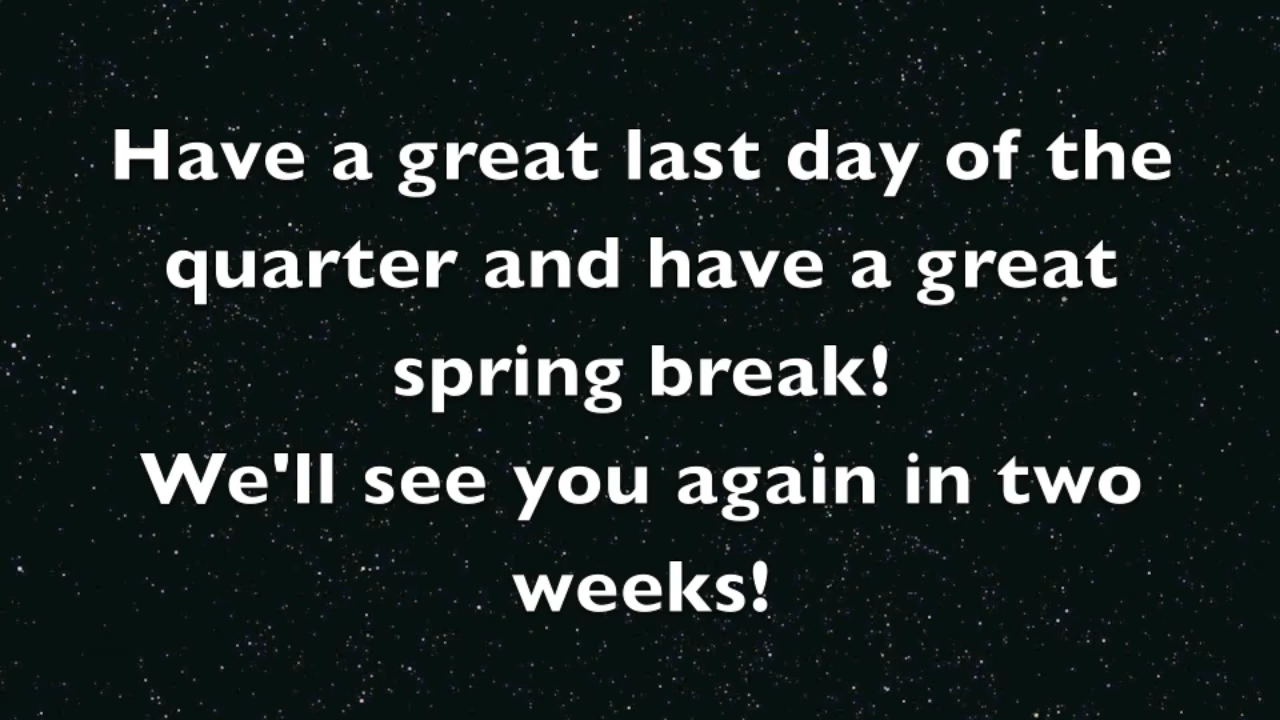 Have a great last day of the
quarter and have a great
spring break!
We'll see you again in two
weeks!